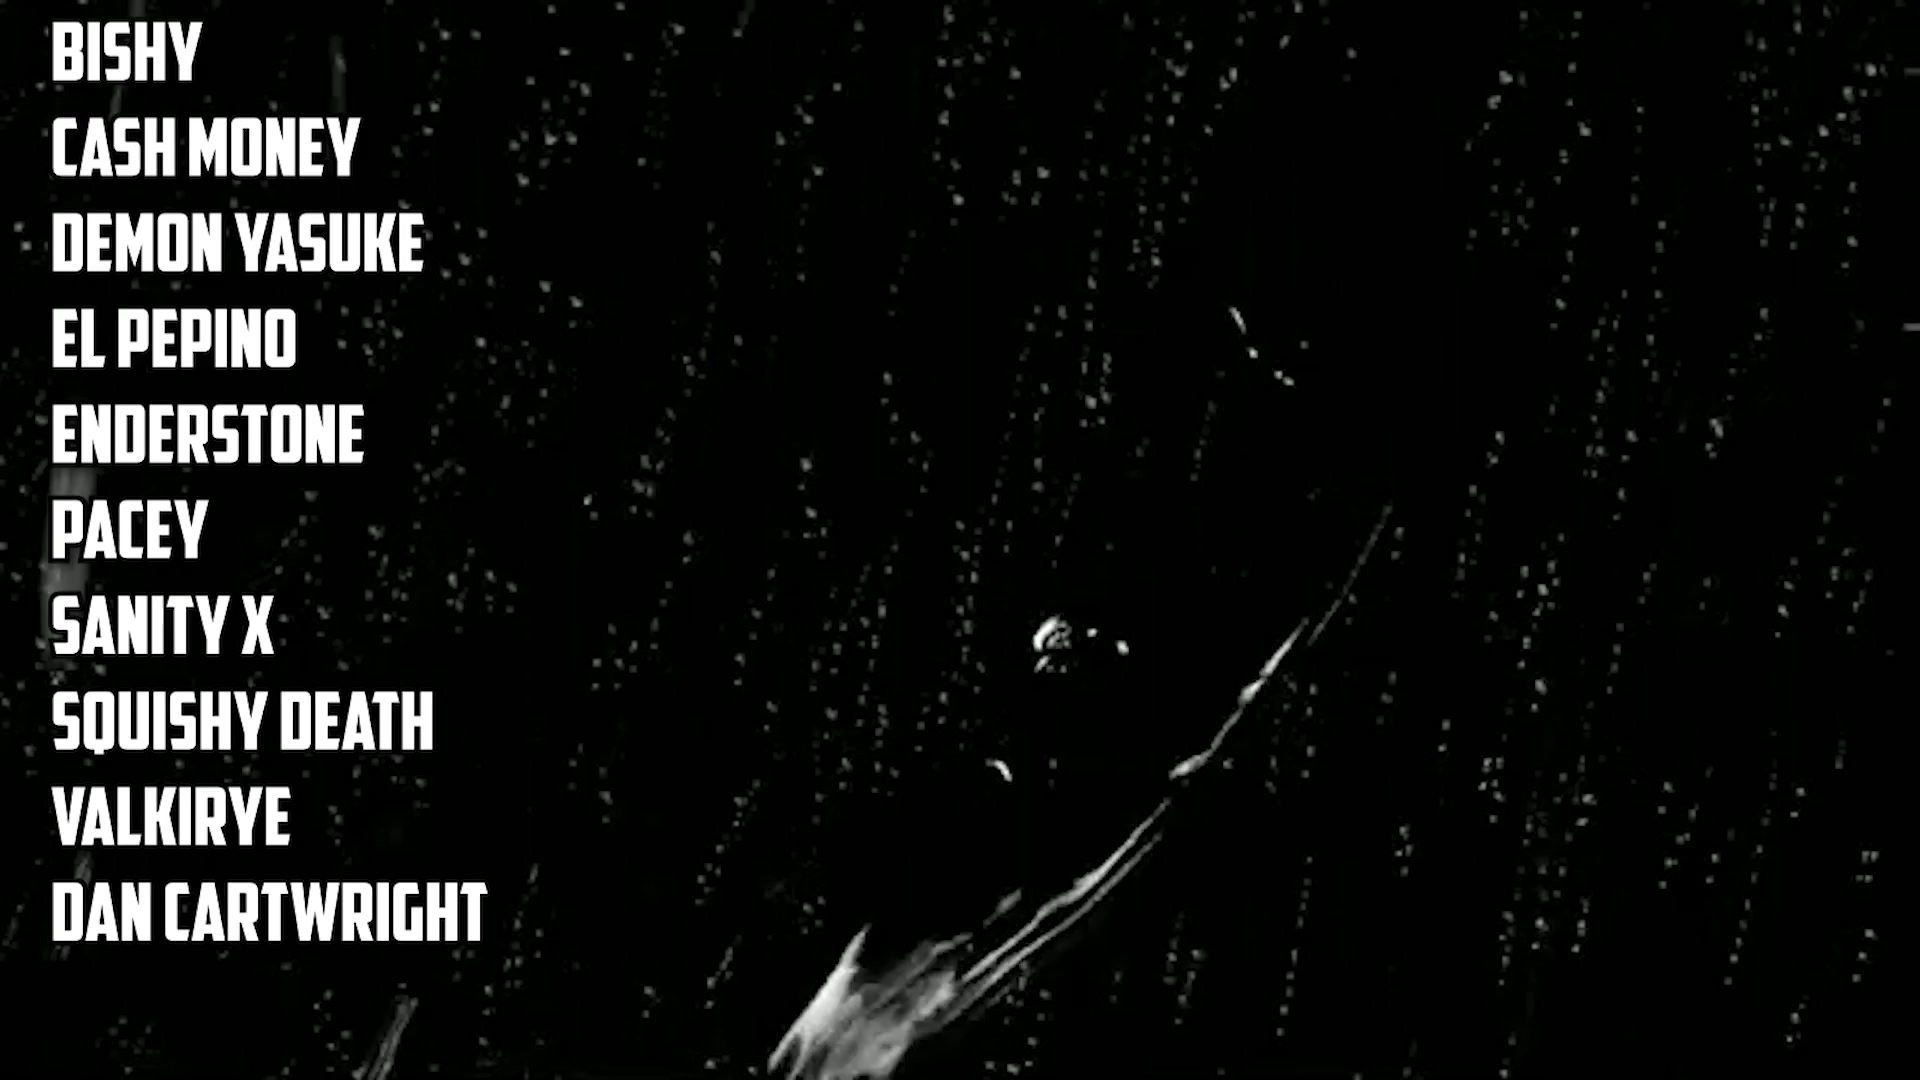 BISHY
CASH MONEY
DEMON YASUKE
EL PEPINO
ENDERSTONE
PACEY
SANITY X
SQUISHY DEATH
VALKIRYE
DAN CARTWRIGHT